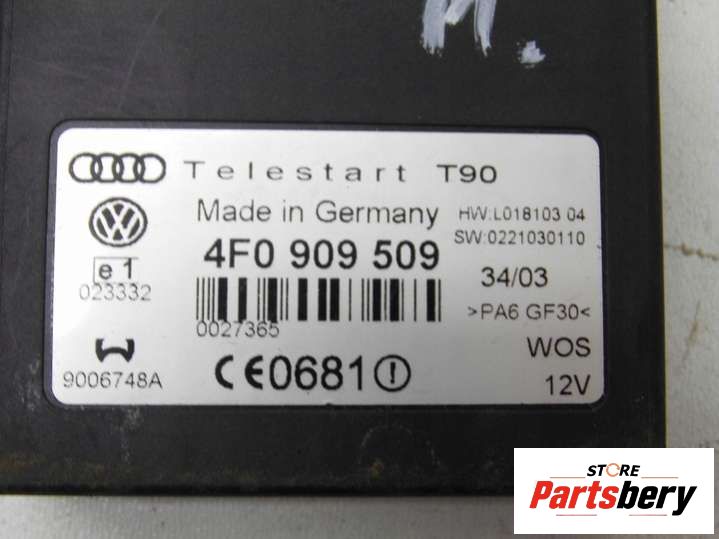 Telestart T90
Made in Germany
HW:L018103 04
SW:0221030110
4F0 909 509
e1
023332
34/03
0027365
>PA6 GF30<
9006748A
CE0681
WOS
12V
STORE
Partsbery